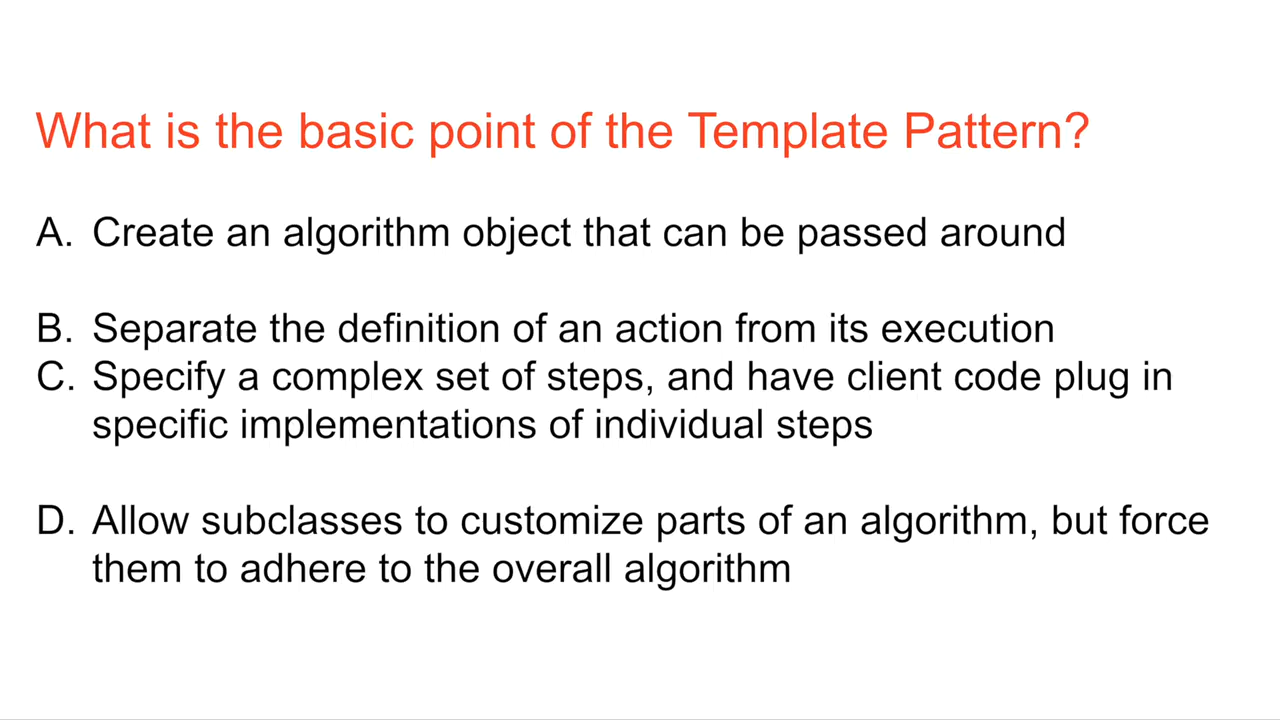 What is the basic point of the Template Pattern?
A. Create an algorithm object that can be passed around
B. Separate the definition of an action from its execution
C. Specify a complex set of steps, and have client code plug in
specific implementations of individual steps
D. Allow subclasses to customize parts of an algorithm, but force
them to adhere to the overall algorithm